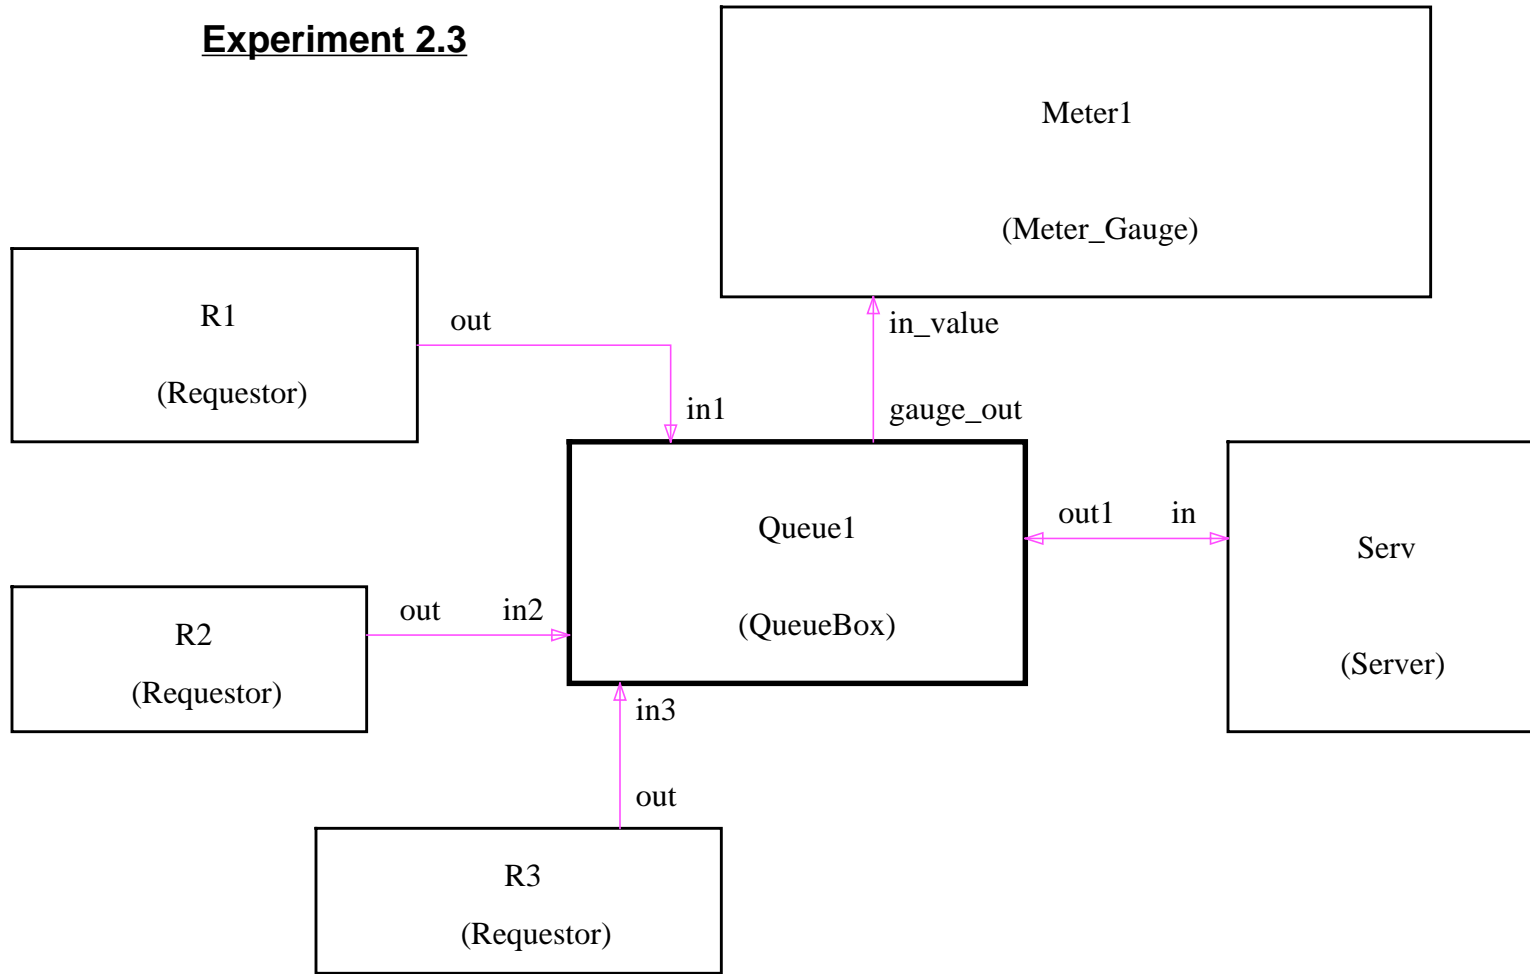 Experiment 2.3
Meter1
(Meter_Gauge)
R1
(Requestor)
out
in1
in_value
gauge_out
Queue1
(QueueBox)
out1
in
Serv
(Server)
R2
(Requestor)
out
in2
in3
out
R3
(Requestor)